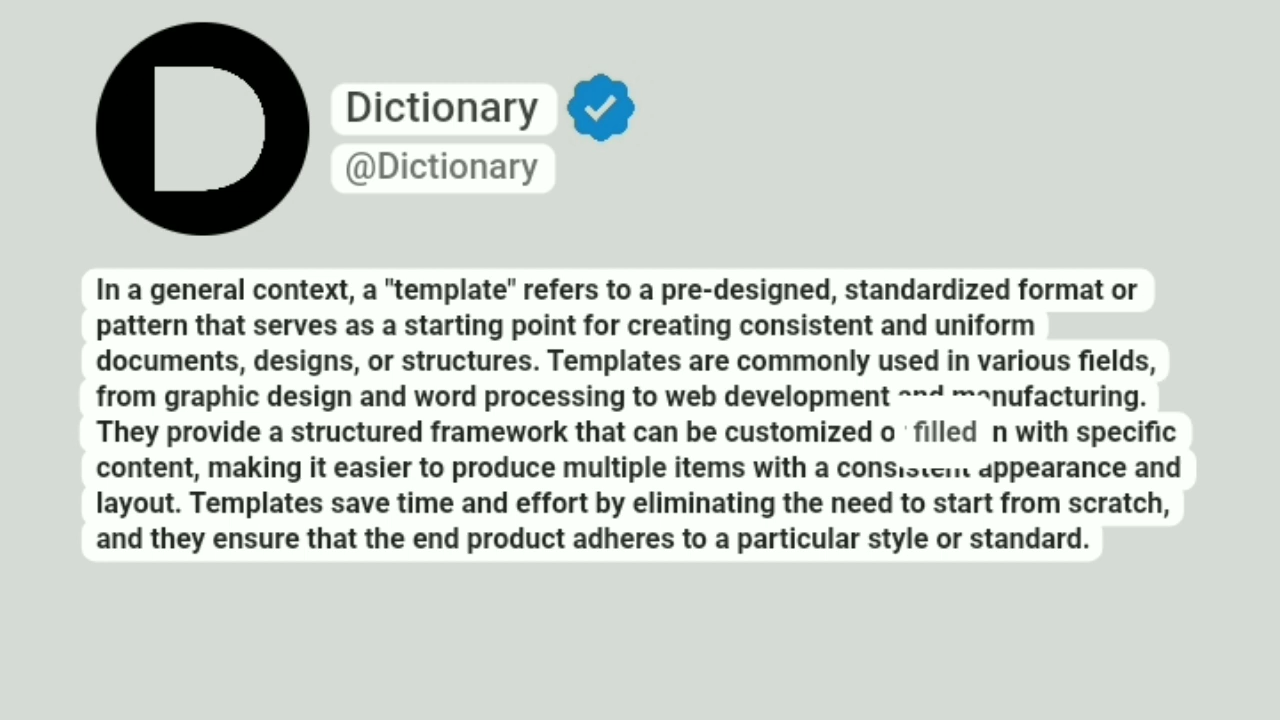 D
Dictionary
@Dictionary
In a general context, a "template" refers to a pre-designed, standardized format or
pattern that serves as a starting point for creating consistent and uniform
documents, designs, or structures. Templates are commonly used in various fields,
from graphic design and word processing to web development and manufacturing.
They provide a structured framework that can be customized o filled n with specific
content, making it easier to produce multiple items with a consistent appearance and
layout. Templates save time and effort by eliminating the need to start from scratch,
and they ensure that the end product adheres to a particular style or standard.